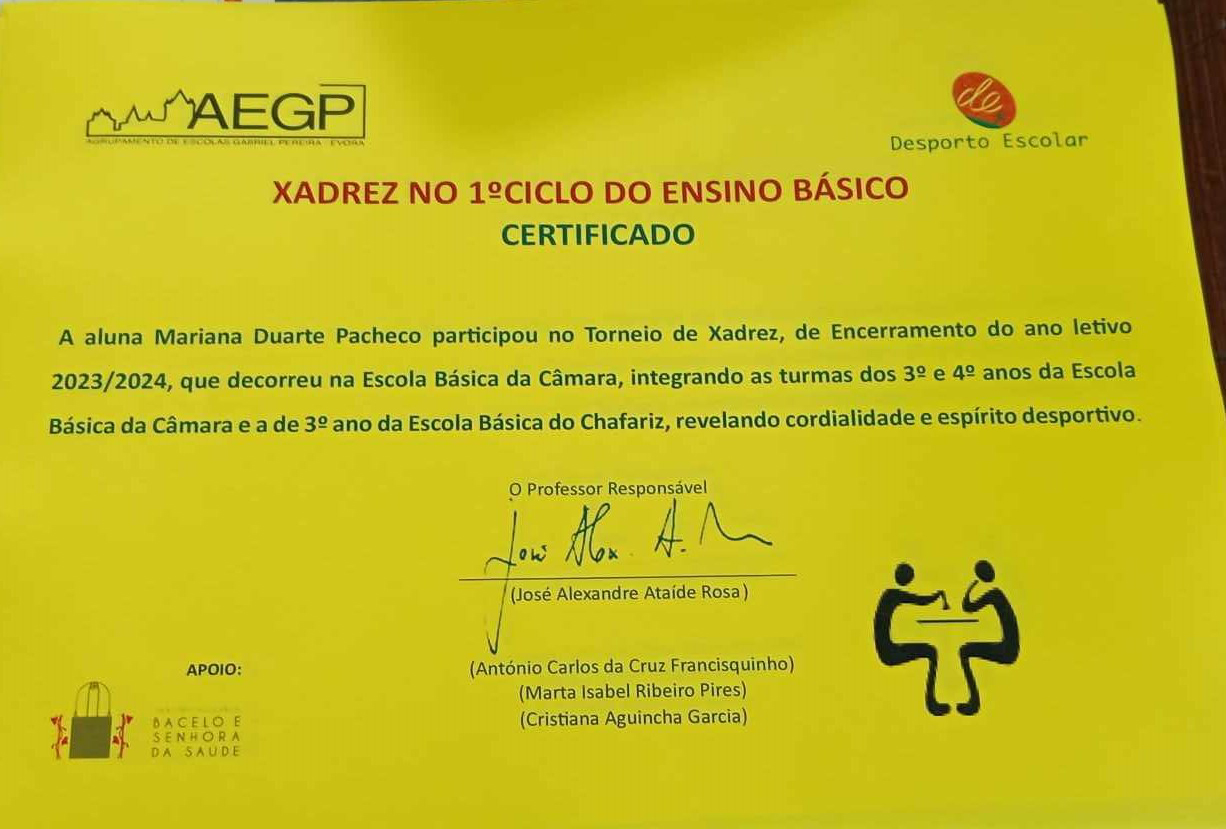 AEGP
AGRUPAMENTO DE ESCOLAS GABRIEL PEREIRA - ÉVORA
de
Desporto Escolar
XADREZ NO 1ºCICLO DO ENSINO BÁSICO
CERTIFICADO
A aluna Mariana Duarte Pacheco participou no Torneio de Xadrez, de Encerramento do ano letivo
2023/2024, que decorreu na Escola Básica da Câmara, integrando as turmas dos 3º e 4º anos da Escola
Básica da Câmara e a de 3º ano da Escola Básica do Chafariz, revelando cordialidade e espírito desportivo.
O Professor Responsável
José Alex. A. R
(José Alexandre Ataíde Rosa)
(António Carlos da Cruz Francisquinho)
(Marta Isabel Ribeiro Pires)
(Cristiana Aguincha Garcia)
APOIO:
BACELO E
SENHORA
DA SAUDE